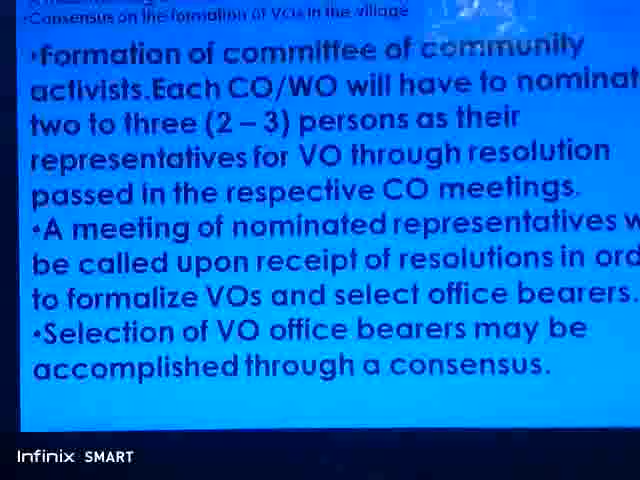 •Consensus on the formation of VOs in the village
•Formation of committee of community
activists.Each CO/WO will have to nominat
two to three (2 – 3) persons as their
representatives for VO through resolution
passed in the respective CO meetings.
•A meeting of nominated representatives w
be called upon receipt of resolutions in ord
to formalize VOs and select office bearers.
•Selection of VO office bearers may be
accomplished through a consensus.
Infinix SMART